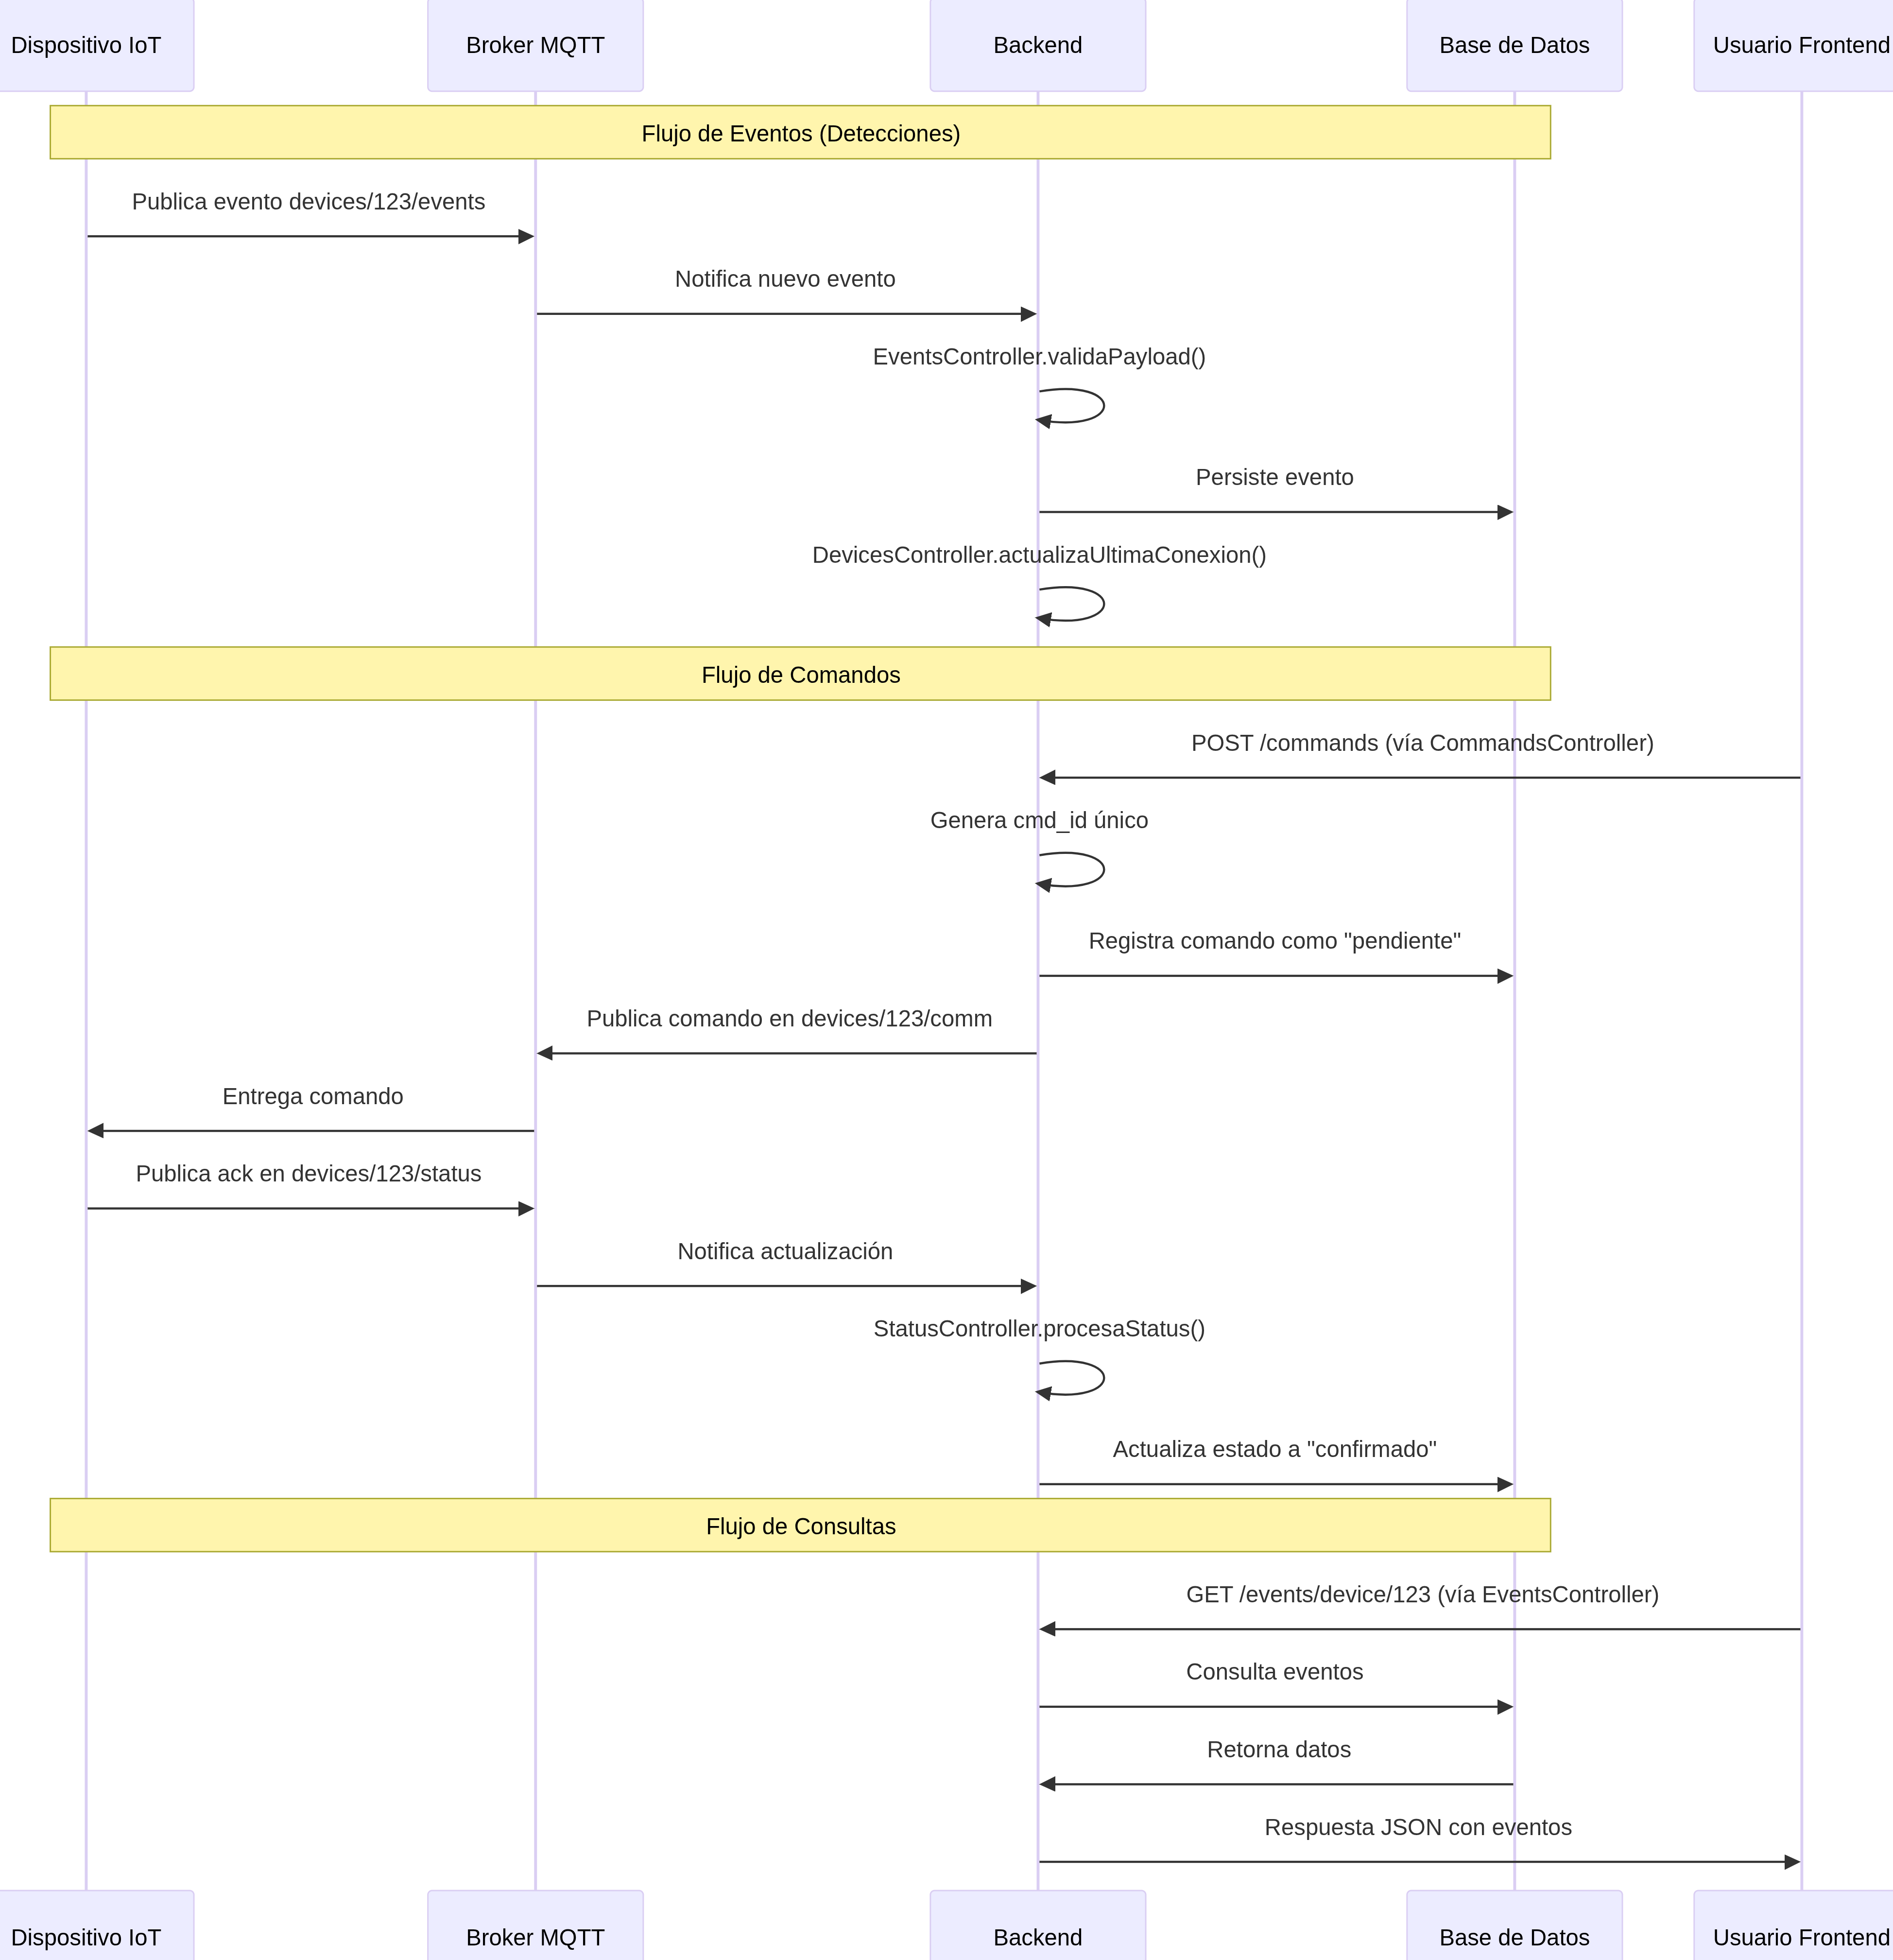 Dispositivo IoT
Broker MQTT
Backend
Base de Datos
Usuario Frontend
Flujo de Eventos (Detecciones)
Publica evento devices/123/events
Notifica nuevo evento
EventsController.validaPayload()
Persiste evento
DevicesController.actualizaUltimaConexion()
Flujo de Comandos
POST /commands (vía CommandsController)
Genera cmd_id único
Registra comando como "pendiente"
Publica comando en devices/123/comm
Entrega comando
Publica ack en devices/123/status
Notifica actualización
StatusController.procesaStatus()
Actualiza estado a "confirmado"
Flujo de Consultas
GET /events/device/123 (vía EventsController)
Consulta eventos
Retorna datos
Respuesta JSON con eventos
Dispositivo IoT
Broker MQTT
Backend
Base de Datos
Usuario Frontend